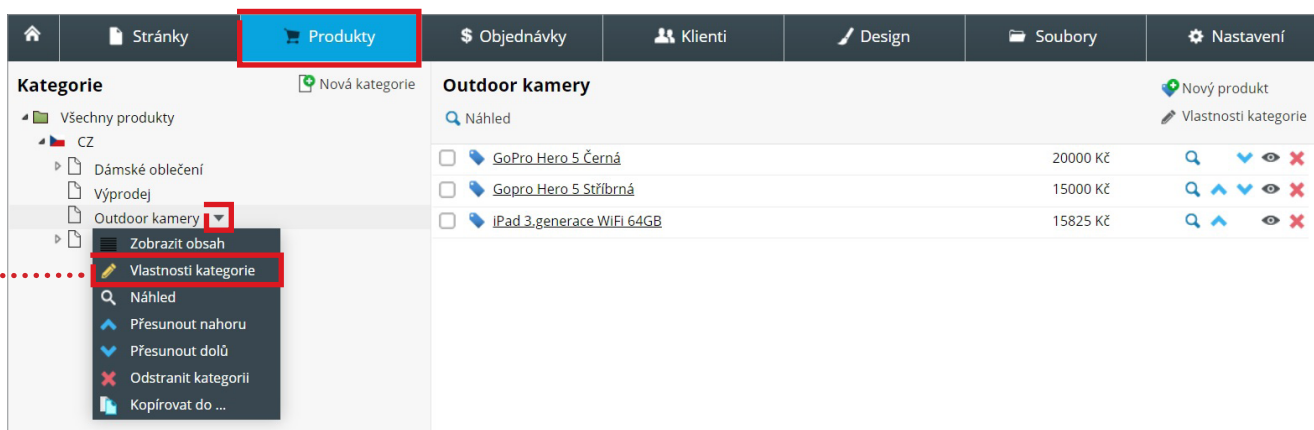 Stránky Produkty $ Objednávky Klienti Design Soubory Nastavení
Kategorie Nová kategorie
Všechny produkty
CZ
Dámské oblečení
Výprodej
Outdoor kamery
Zobrazit obsah
Vlastnosti kategorie
Náhled
Přesunout nahoru
Přesunout dolů
Odstranit kategorii
Kopírovat do ...
Outdoor kamery Nový produkt
Náhled Vlastnosti kategorie
GoPro Hero 5 Černá 20000 Kč
Gopro Hero 5 Stříbrná 15000 Kč
iPad 3.generace WiFi 64GB 15825 Kč